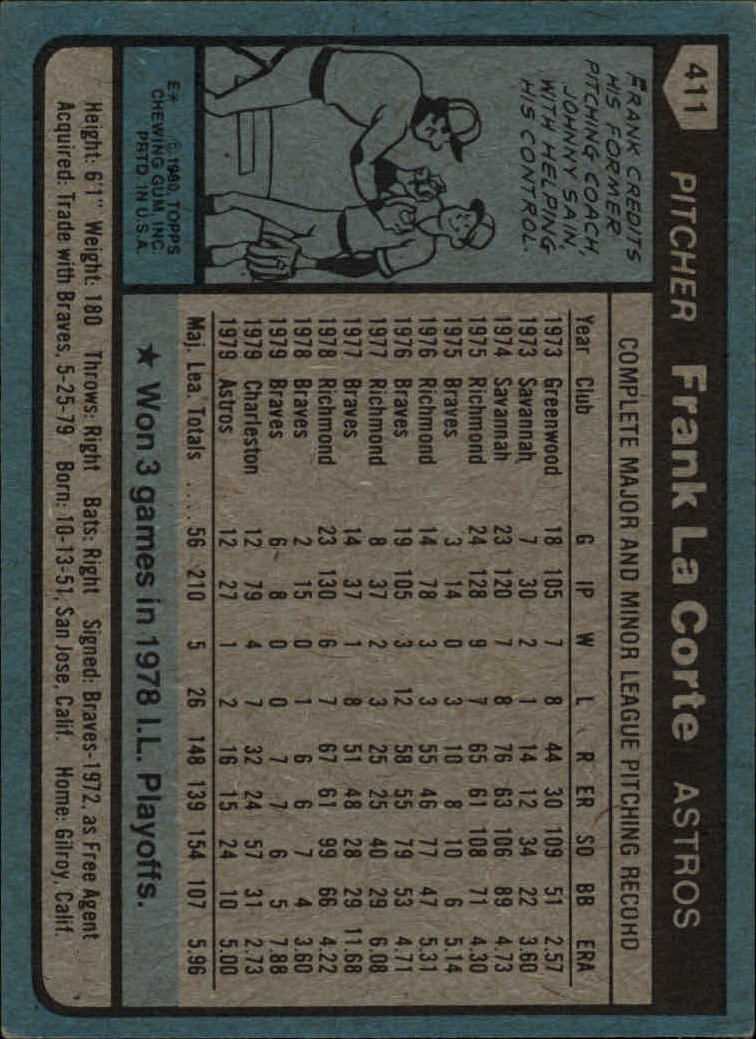 411
PITCHER Frank La Corte ASTROS
FRANK CREDITS
HIS FORMER
PITCHING COACH,
JOHNNY SAIN,
WITH HELPING
HIS CONTROL.
E* © 1980, TOPPS
CHEWING GUM, INC.
PRTD. IN U.S.A.
COMPLETE MAJOR AND MINOR LEAGUE PITCHING RECORD
Year Club G IP W L R ER SO BB ERA
1973 Greenwood 18 105 7 8 44 30 109 51 2.57
1973 Savannah 7 30 2 1 14 12 34 22 3.60
1974 Savannah 23 120 7 8 76 63 106 89 4.73
1975 Richmond 24 128 9 7 65 61 108 71 4.30
1975 Braves 3 14 0 3 10 8 10 6 5.14
1976 Richmond 14 78 3 3 55 46 77 47 5.31
1976 Braves 19 105 3 12 58 55 79 53 4.71
1977 Richmond 8 37 2 3 25 25 40 29 6.08
1977 Braves 14 37 1 8 51 48 28 29 11.68
1978 Richmond 23 130 6 7 67 61 99 66 4.22
1978 Braves 2 15 0 1 6 6 7 4 3.60
1979 Braves 6 8 0 0 7 7 6 5 7.88
1979 Charleston 12 79 4 7 32 24 57 31 2.73
1979 Astros 12 27 1 2 16 15 24 10 5.00
Maj. Lea. Totals ..... 56 210 5 26 148 139 154 107 5.96
★ Won 3 games in 1978 I.L. Playoffs.
Height: 6'1" Weight: 180 Throws: Right Bats: Right Signed: Braves-1972, as Free Agent
Acquired: Trade with Braves, 5-25-79 Born: 10-13-51, San Jose, Calif. Home: Gilroy, Calif.